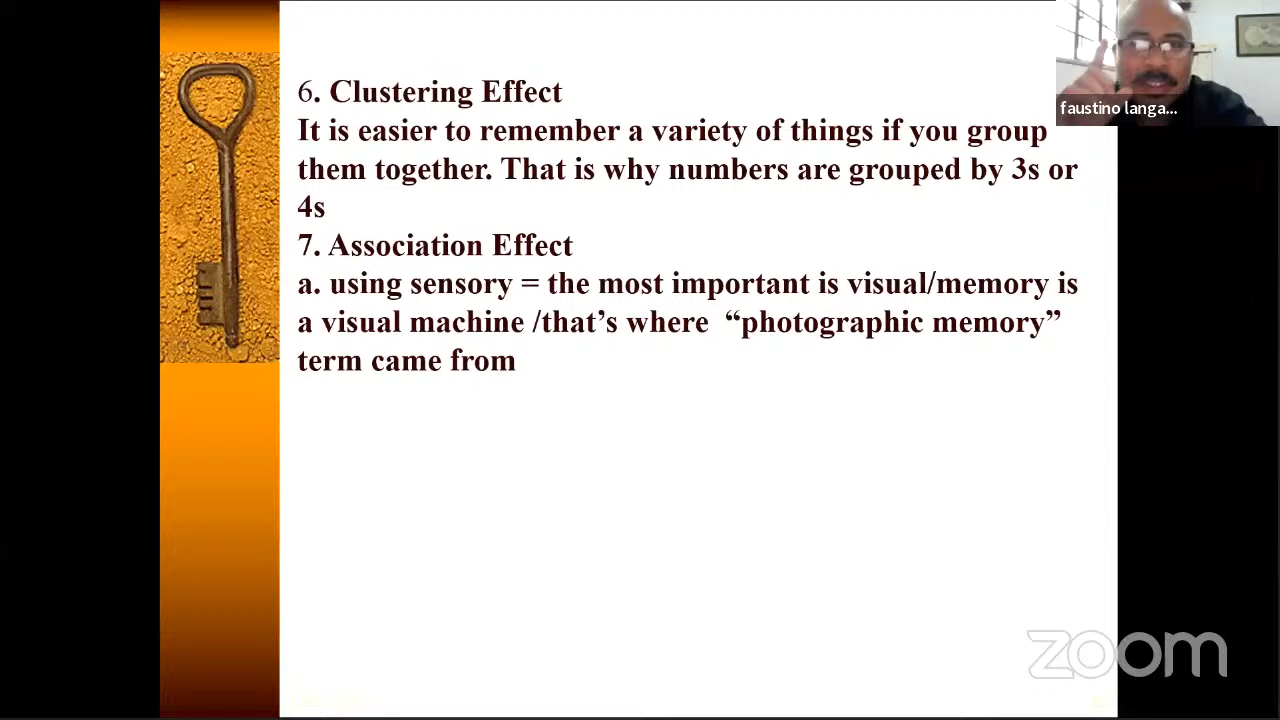 6. Clustering Effect
It is easier to remember a variety of things if you group
them together. That is why numbers are grouped by 3s or
4s
7. Association Effect
a. using sensory = the most important is visual/memory is
a visual machine /that’s where “photographic memory”
term came from
faustino langa...
zoom